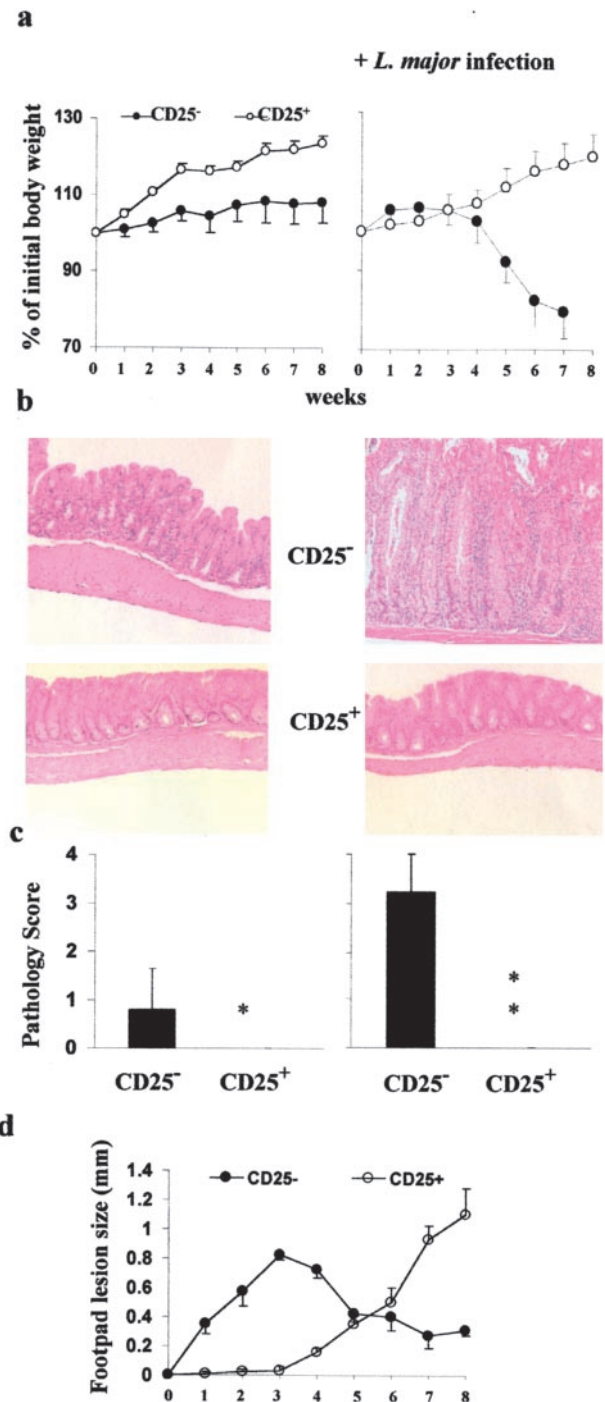 a
+ L. major infection
130
110
90
70
% of initial body weight
CD25⁻ CD25⁺
0 1 2 3 4 5 6 7 8
0 1 2 3 4 5 6 7 8
weeks
b
CD25⁻
CD25⁺
c
Pathology Score
4
3
2
1
0
*
*
*
CD25⁻ CD25⁺
CD25⁻ CD25⁺
d
Footpad lesion size (mm)
CD25- CD25+
1.4
1.2
1
0.8
0.6
0.4
0.2
0
0 1 2 3 4 5 6 7 8